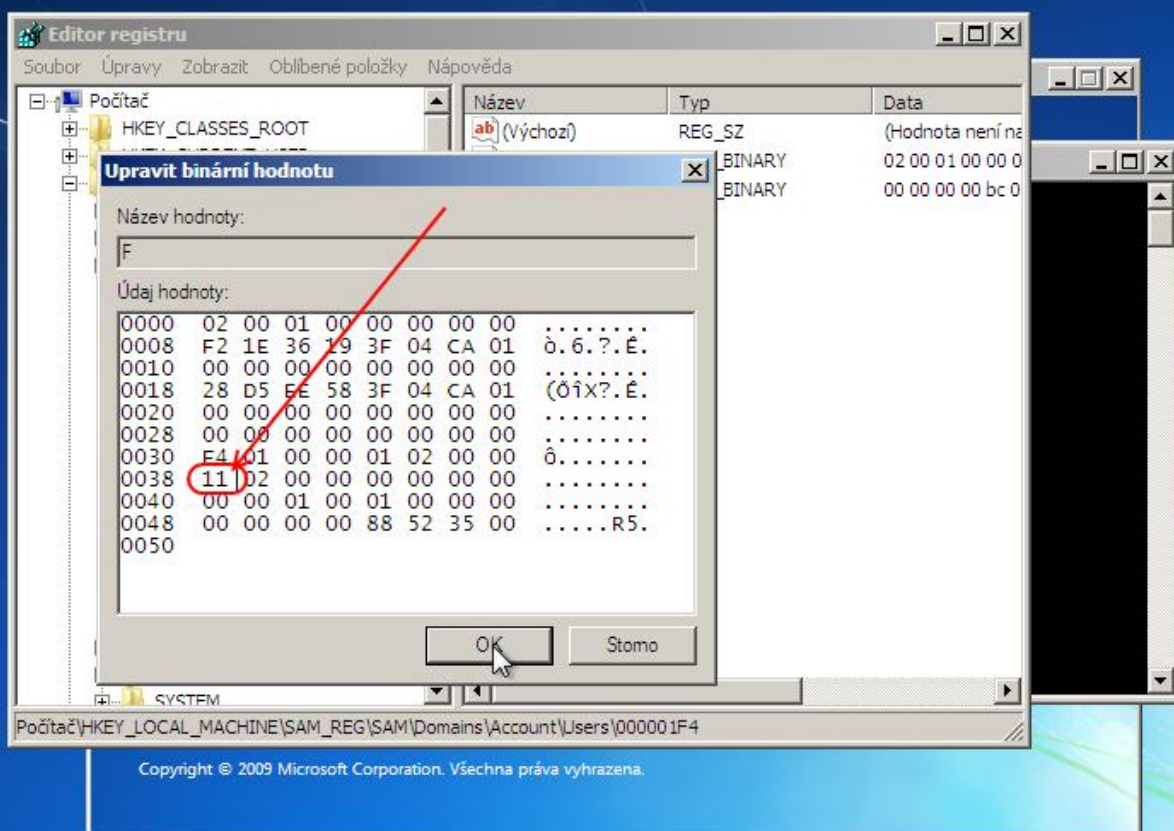 Editor registru
Soubor Úpravy Zobrazit Oblíbené položky Nápověda
Počítač
HKEY_CLASSES_ROOT
Název Typ Data
(Výchozí) REG_SZ (Hodnota není na
_BINARY 02 00 01 00 00 0
_BINARY 00 00 00 00 bc 0
Upravit binární hodnotu
Název hodnoty:
F
Údaj hodnoty:
0000 02 00 01 00 00 00 00 00 ........
0008 F2 1E 36 19 3F 04 CA 01 ò.6.?.Ê.
0010 00 00 00 00 00 00 00 00 ........
0018 28 D5 EE 58 3F 04 CA 01 (ÕîX?.Ê.
0020 00 00 00 00 00 00 00 00 ........
0028 00 00 00 00 00 00 00 00 ........
0030 F4 01 00 00 01 02 00 00 ô.......
0038 11 02 00 00 00 00 00 00 ........
0040 00 00 01 00 01 00 00 00 ........
0048 00 00 00 00 88 52 35 00 .....R5.
0050
OK Storno
SYSTEM
Počítač\HKEY_LOCAL_MACHINE\SAM_REG\SAM\Domains\Account\Users\000001F4
Copyright © 2009 Microsoft Corporation. Všechna práva vyhrazena.